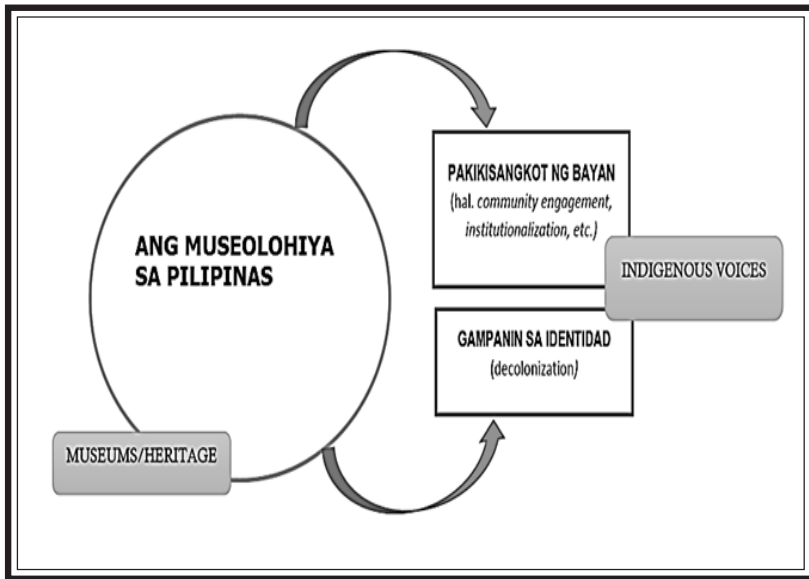 ANG MUSEOLOHIYA
SA PILIPINAS
MUSEUMS/HERITAGE
PAKIKISANGKOT NG BAYAN
(hal. community engagement,
institutionalization, etc.)
INDIGENOUS VOICES
GAMPANIN SA IDENTIDAD
(decolonization)